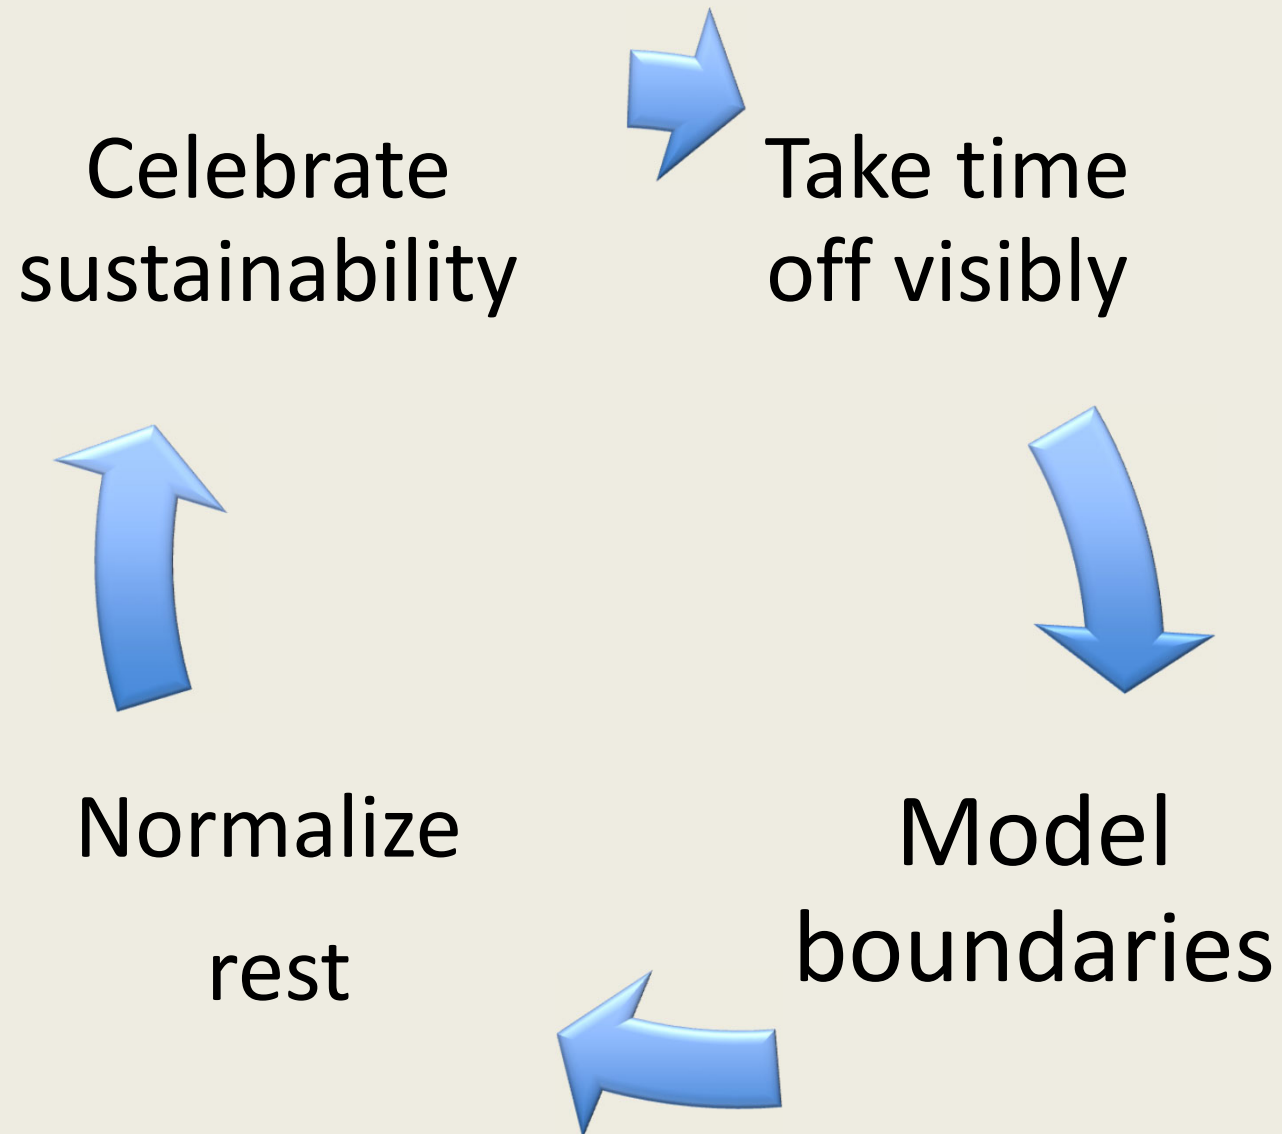 Celebrate
sustainability
Take time
off visibly
Normalize
rest
Model
boundaries